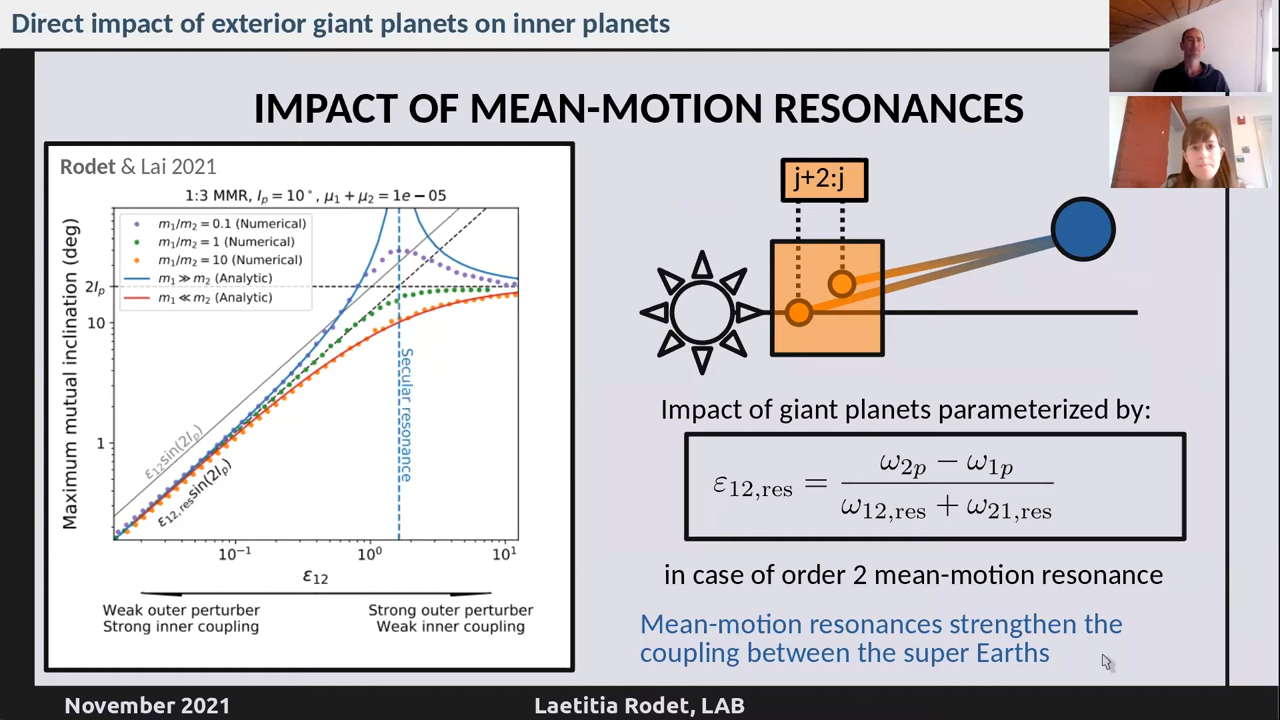 Direct impact of exterior giant planets on inner planets
IMPACT OF MEAN-MOTION RESONANCES
Rodet & Lai 2021
1:3 MMR, I_p = 10°, μ₁ + μ₂ = 1e − 05
m₁/m₂ = 0.1 (Numerical)
m₁/m₂ = 1 (Numerical)
m₁/m₂ = 10 (Numerical)
m₁ ≫ m₂ (Analytic)
m₁ ≪ m₂ (Analytic)
Maximum mutual inclination (deg)
2I_p
10
1
ε₁₂sin(2I_p)
ε₁₂,res sin(2I_p)
Secular resonance
10⁻¹
10⁰
10¹
ε₁₂
Weak outer perturber
Strong inner coupling
Strong outer perturber
Weak inner coupling
j+2:j
Impact of giant planets parameterized by:
ε₁₂,res = (ω₂p − ω₁p) / (ω₁₂,res + ω₂₁,res)
in case of order 2 mean-motion resonance
Mean-motion resonances strengthen the
coupling between the super Earths
November 2021
Laetitia Rodet, LAB